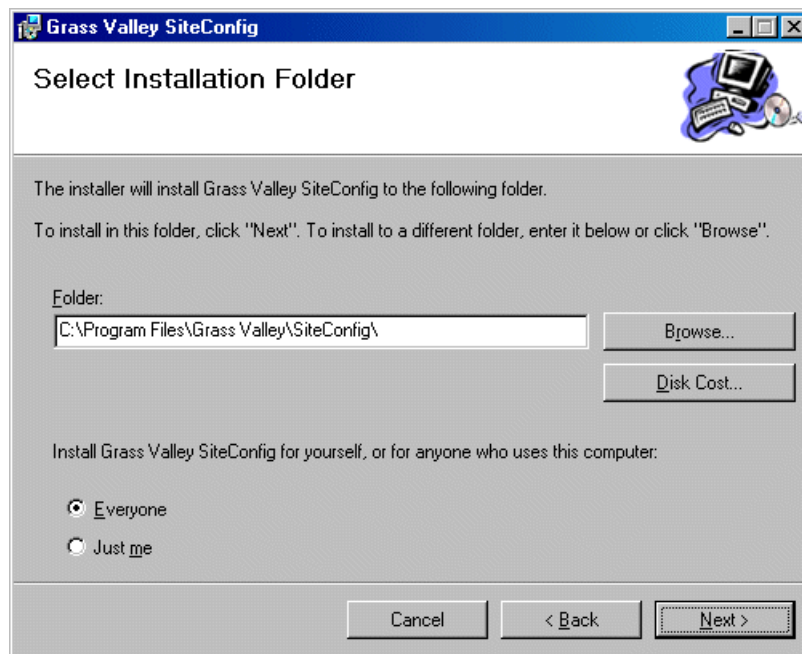 Grass Valley SiteConfig
Select Installation Folder
The installer will install Grass Valley SiteConfig to the following folder.
To install in this folder, click "Next". To install to a different folder, enter it below or click "Browse".
Folder:
C:\Program Files\Grass Valley\SiteConfig\
Browse...
Disk Cost...
Install Grass Valley SiteConfig for yourself, or for anyone who uses this computer:
Everyone
Just me
Cancel
< Back
Next >